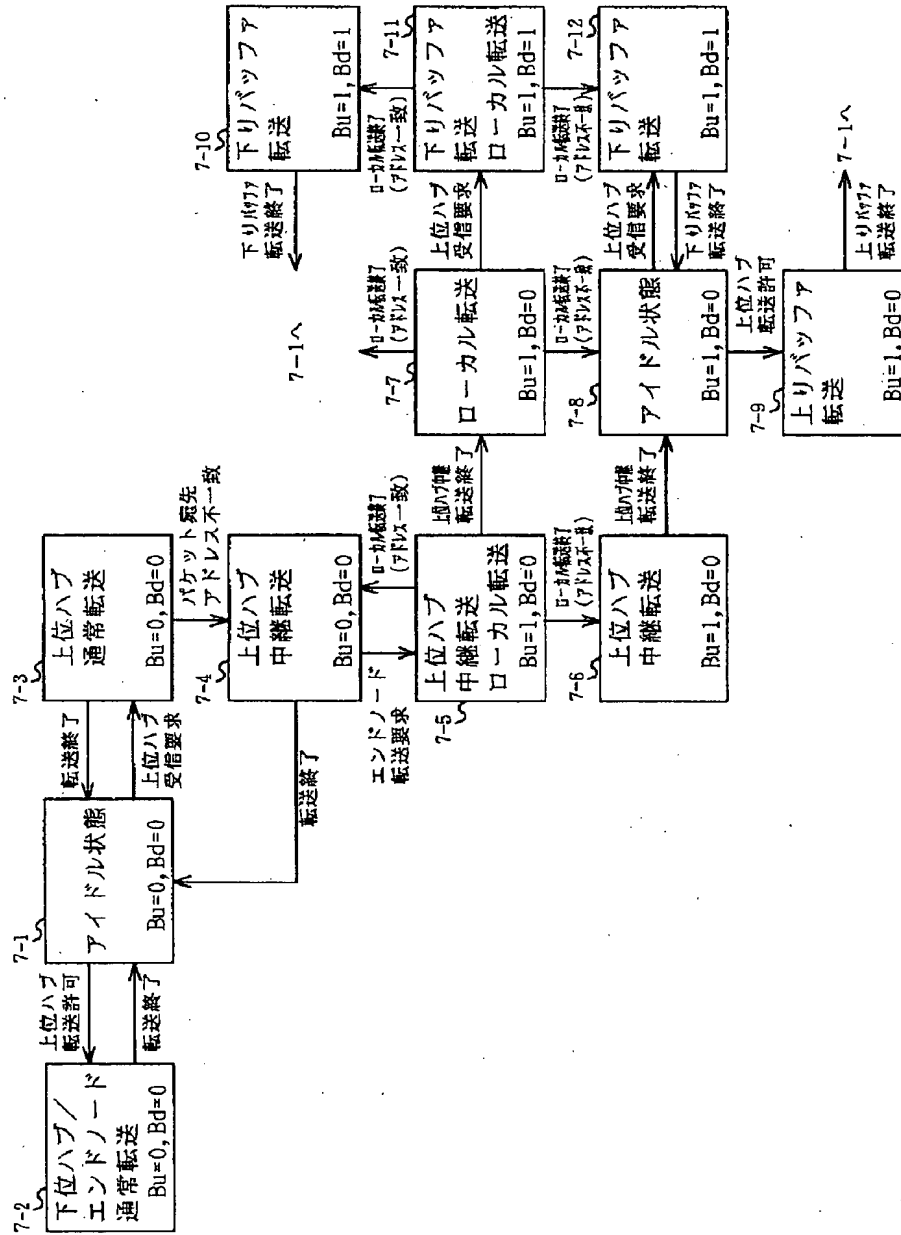 7-2
下位ハブ／
エンドノード
通常転送
Bu=0, Bd=0
上位ハブ
転送許可
転送終了
7-1
アイドル状態
Bu=0, Bd=0
転送終了
上位ハブ
受信要求
7-3
上位ハブ
通常転送
Bu=0, Bd=0
パケット宛先
アドレス不一致
7-4
上位ハブ
中継転送
Bu=0, Bd=0
転送終了
エンドノード
転送要求
ローカル転送終了
(アドレス一致)
7-5
上位ハブ
中継転送
ローカル転送
Bu=1, Bd=0
ローカル転送終了
(アドレス不一致)
7-6
上位ハブ
中継転送
Bu=1, Bd=0
上位ハブ中継
転送終了
上位ハブ中継
転送終了
7-1へ
ローカル転送終了
(アドレス一致)
7-7
ローカル転送
Bu=1, Bd=0
ローカル転送終了
(アドレス不一致)
7-8
アイドル状態
Bu=1, Bd=0
上位ハブ
転送許可
7-9
上りバッファ
転送
Bu=1, Bd=0
上りバッファ
転送終了
7-1へ
上位ハブ
受信要求
上位ハブ
受信要求
下りバッファ
転送終了
7-10
下りバッファ
転送
Bu=1, Bd=1
下りバッファ
転送終了
ローカル転送終了
(アドレス一致)
7-11
下りバッファ
転送
ローカル転送
Bu=1, Bd=1
ローカル転送終了
(アドレス不一致)
7-12
下りバッファ
転送
Bu=1, Bd=1